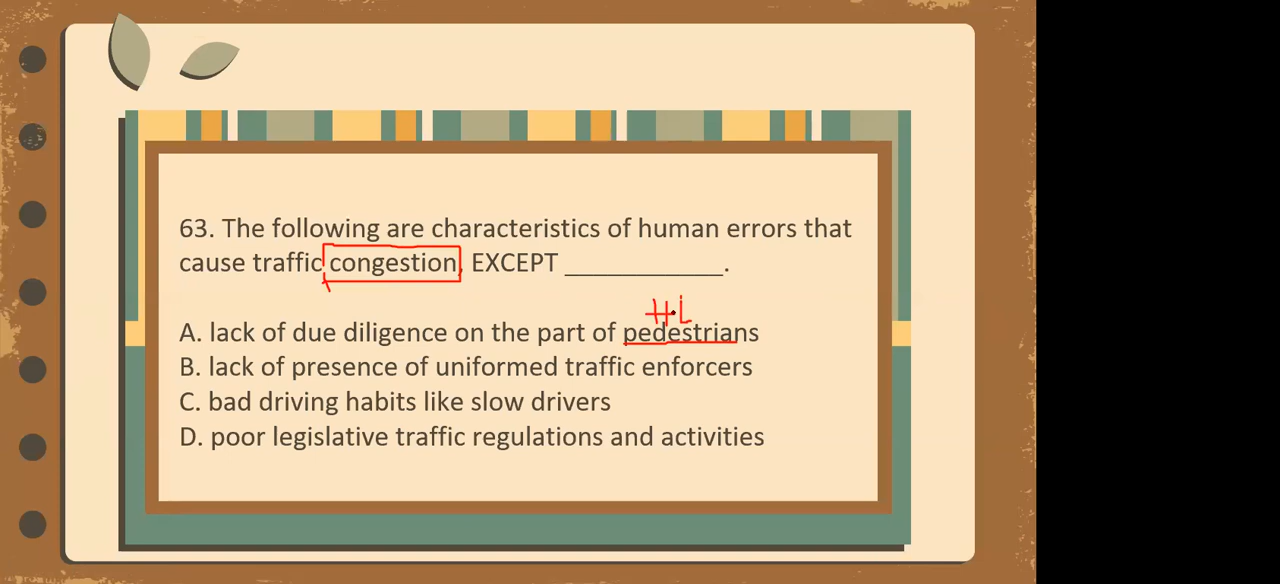 63. The following are characteristics of human errors that
cause traffic congestion, EXCEPT ___________.
A. lack of due diligence on the part of pedestrians
B. lack of presence of uniformed traffic enforcers
C. bad driving habits like slow drivers
D. poor legislative traffic regulations and activities